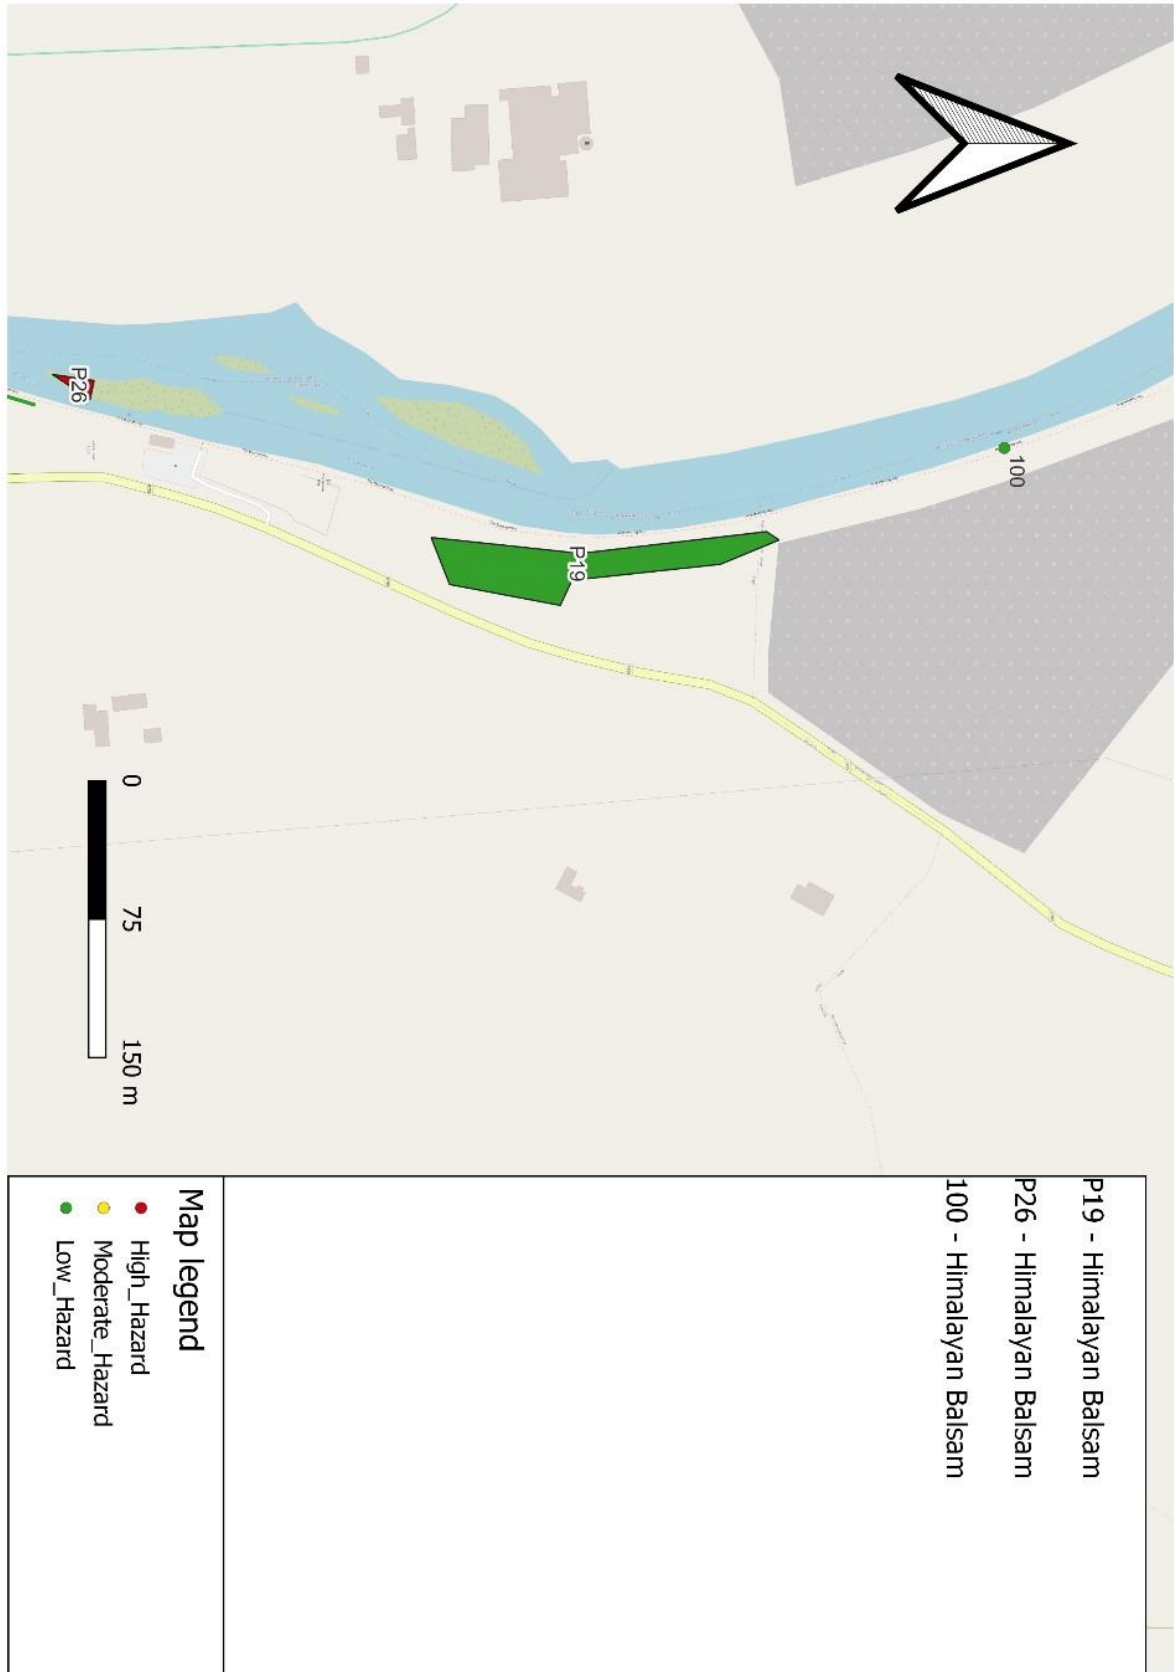 P26
100
P19
0
75
150 m
P19 - Himalayan Balsam
P26 - Himalayan Balsam
100 - Himalayan Balsam
Map legend
High_Hazard
Moderate_Hazard
Low_Hazard